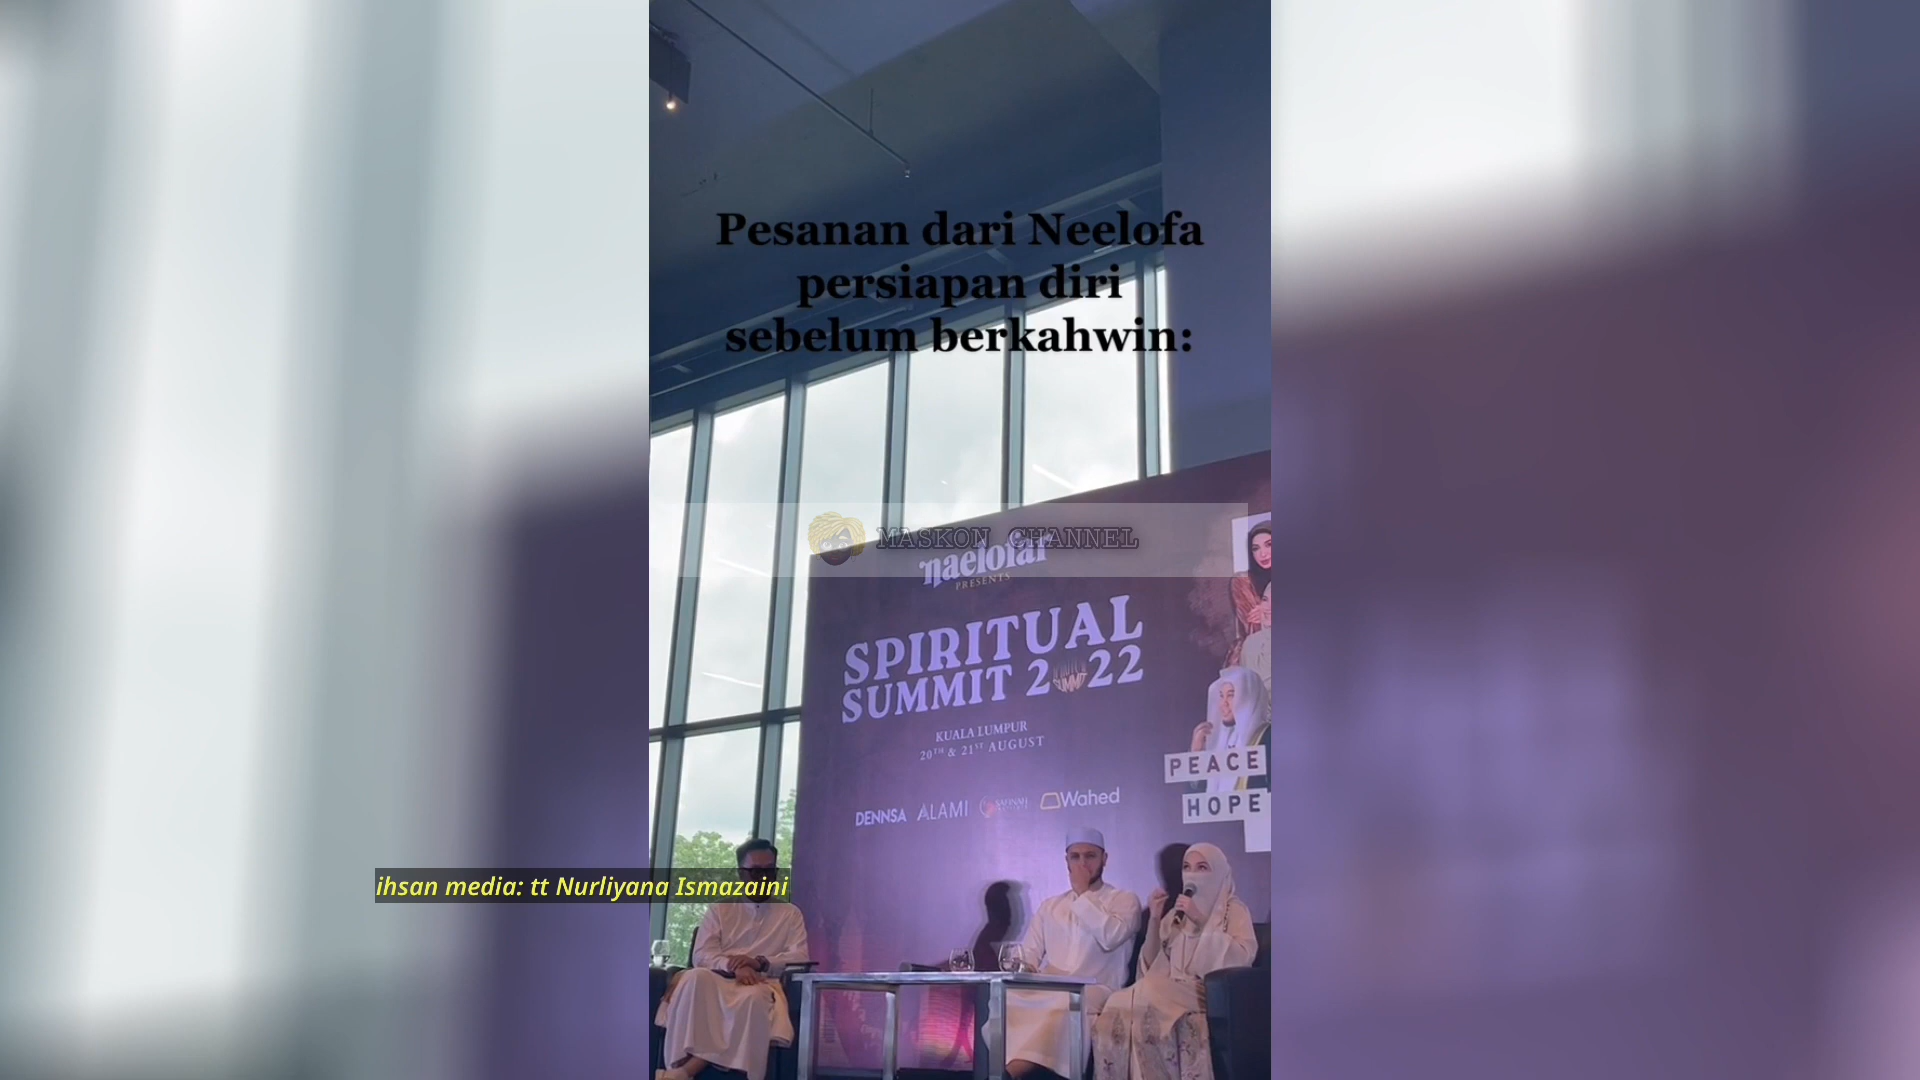 Pesanan dari Neelofa
persiapan diri
sebelum berkahwin:
MASKON CHANNEL
naelofar
PRESENTS
SPIRITUAL
SUMMIT 2022
KUALA LUMPUR
20TH & 21ST AUGUST
PEACE
HOPE
DENNSA ALAMI Wahed
ihsan media: tt Nurliyana Ismazaini